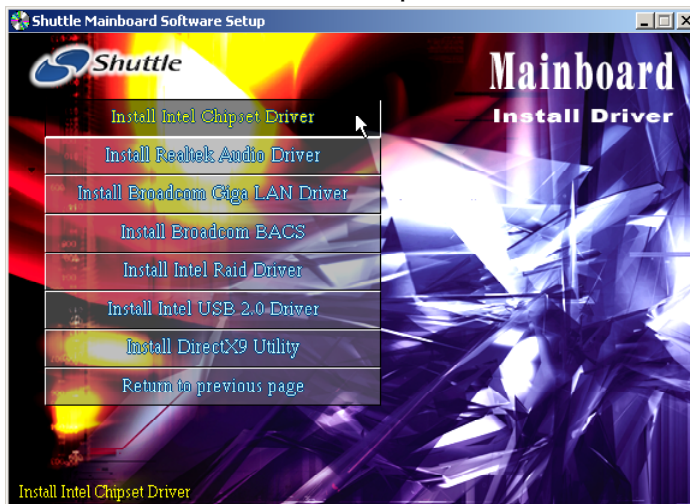 Shuttle Mainboard Software Setup
Shuttle
Mainboard
Install Driver
Install Intel Chipset Driver
Install Realtek Audio Driver
Install Broadcom Giga LAN Driver
Install Broadcom BACS
Install Intel Raid Driver
Install Intel USB 2.0 Driver
Install DirectX9 Utility
Return to previous page
Install Intel Chipset Driver